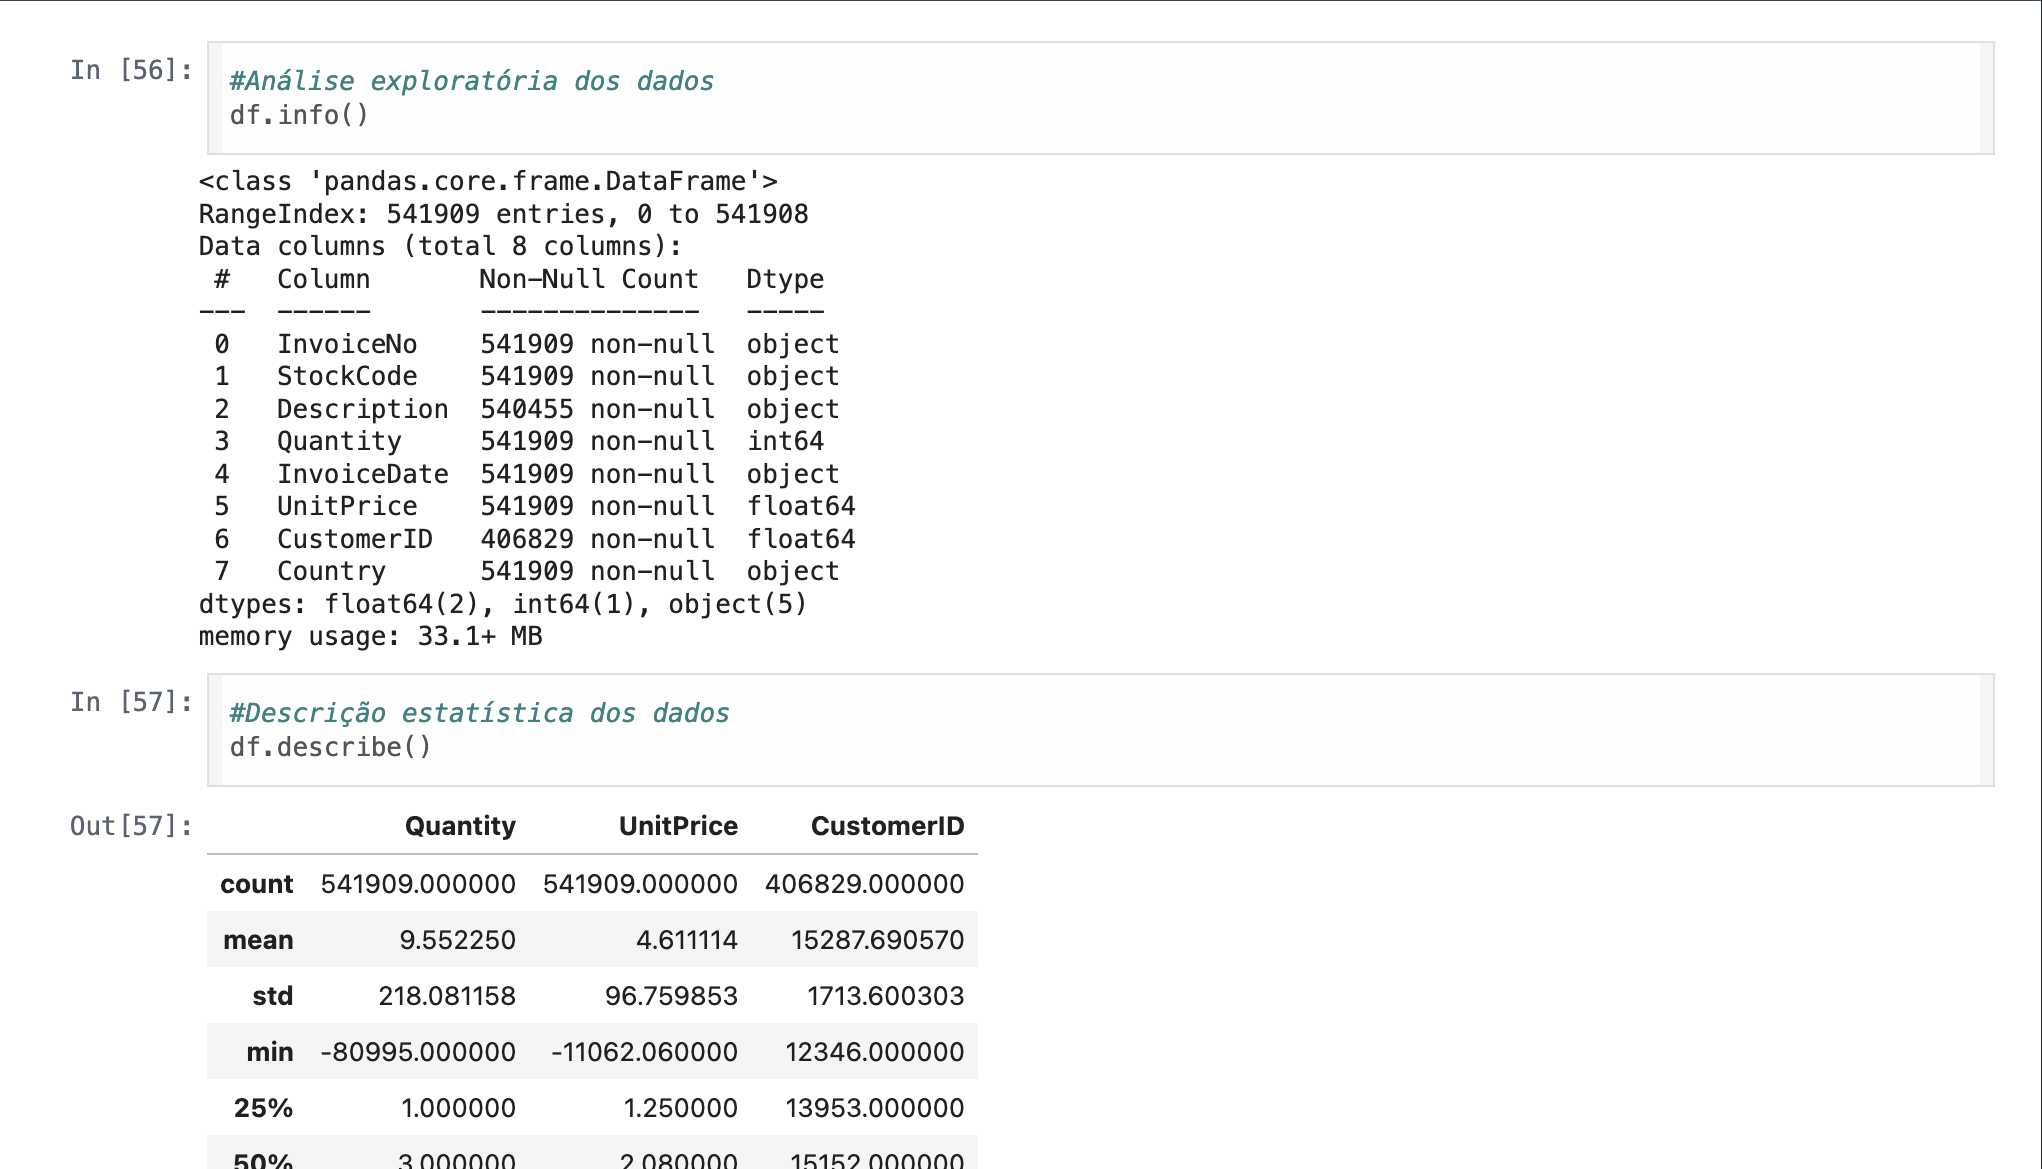 In [56]:
#Análise exploratória dos dados
df.info()
<class 'pandas.core.frame.DataFrame'>
RangeIndex: 541909 entries, 0 to 541908
Data columns (total 8 columns):
 #   Column       Non-Null Count   Dtype
---  ------       --------------   -----
 0   InvoiceNo    541909 non-null  object
 1   StockCode    541909 non-null  object
 2   Description  540455 non-null  object
 3   Quantity     541909 non-null  int64
 4   InvoiceDate  541909 non-null  object
 5   UnitPrice    541909 non-null  float64
 6   CustomerID   406829 non-null  float64
 7   Country      541909 non-null  object
dtypes: float64(2), int64(1), object(5)
memory usage: 33.1+ MB
In [57]:
#Descrição estatística dos dados
df.describe()
Out[57]:
Quantity UnitPrice CustomerID
count 541909.000000 541909.000000 406829.000000
mean 9.552250 4.611114 15287.690570
std 218.081158 96.759853 1713.600303
min -80995.000000 -11062.060000 12346.000000
25% 1.000000 1.250000 13953.000000
50% 3.000000 2.080000 15152.000000